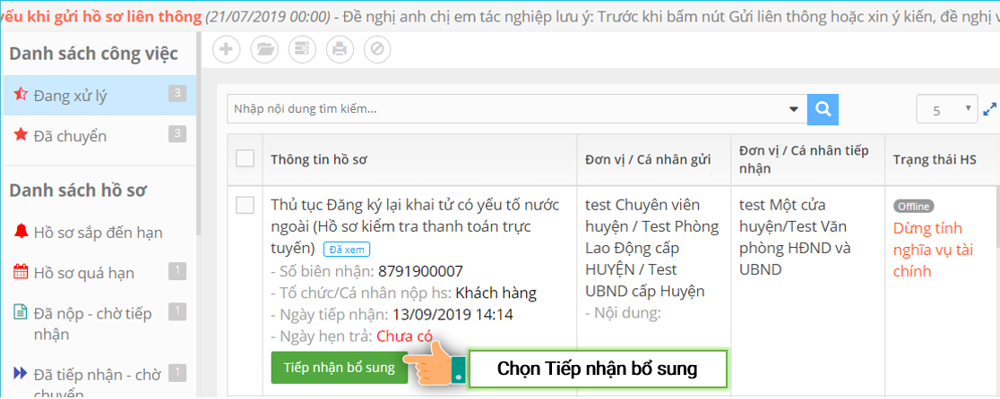 yếu khi gửi hồ sơ liên thông (21/07/2019 00:00) - Đề nghị anh chị em tác nghiệp lưu ý: Trước khi bấm nút Gửi liên thông hoặc xin ý kiến, đề nghị v
Danh sách công việc
Đang xử lý 3
Đã chuyển 3
Danh sách hồ sơ
Hồ sơ sắp đến hạn
Hồ sơ quá hạn 1
Đã nộp - chờ tiếp 1
nhận
Đã tiếp nhận - chờ 1
chuyển
Nhập nội dung tìm kiếm...
5
Thông tin hồ sơ
Đơn vị / Cá nhân gửi
Đơn vị / Cá nhân tiếp
nhận
Trạng thái HS
Thủ tục Đăng ký lại khai tử có yếu tố nước
ngoài (Hồ sơ kiểm tra thanh toán trực
tuyến) Đã xem
- Số biên nhận: 8791900007
- Tổ chức/Cá nhân nộp hs: Khách hàng
- Ngày tiếp nhận: 13/09/2019 14:14
- Ngày hẹn trả: Chưa có
Tiếp nhận bổ sung
test Chuyên viên
huyện / Test Phòng
Lao Động cấp
HUYỆN / Test
UBND cấp Huyện
- Nội dung:
test Một cửa
huyện/Test Văn
phòng HĐND và
UBND
Offline
Dừng tính
nghĩa vụ tài
chính
Chọn Tiếp nhận bổ sung